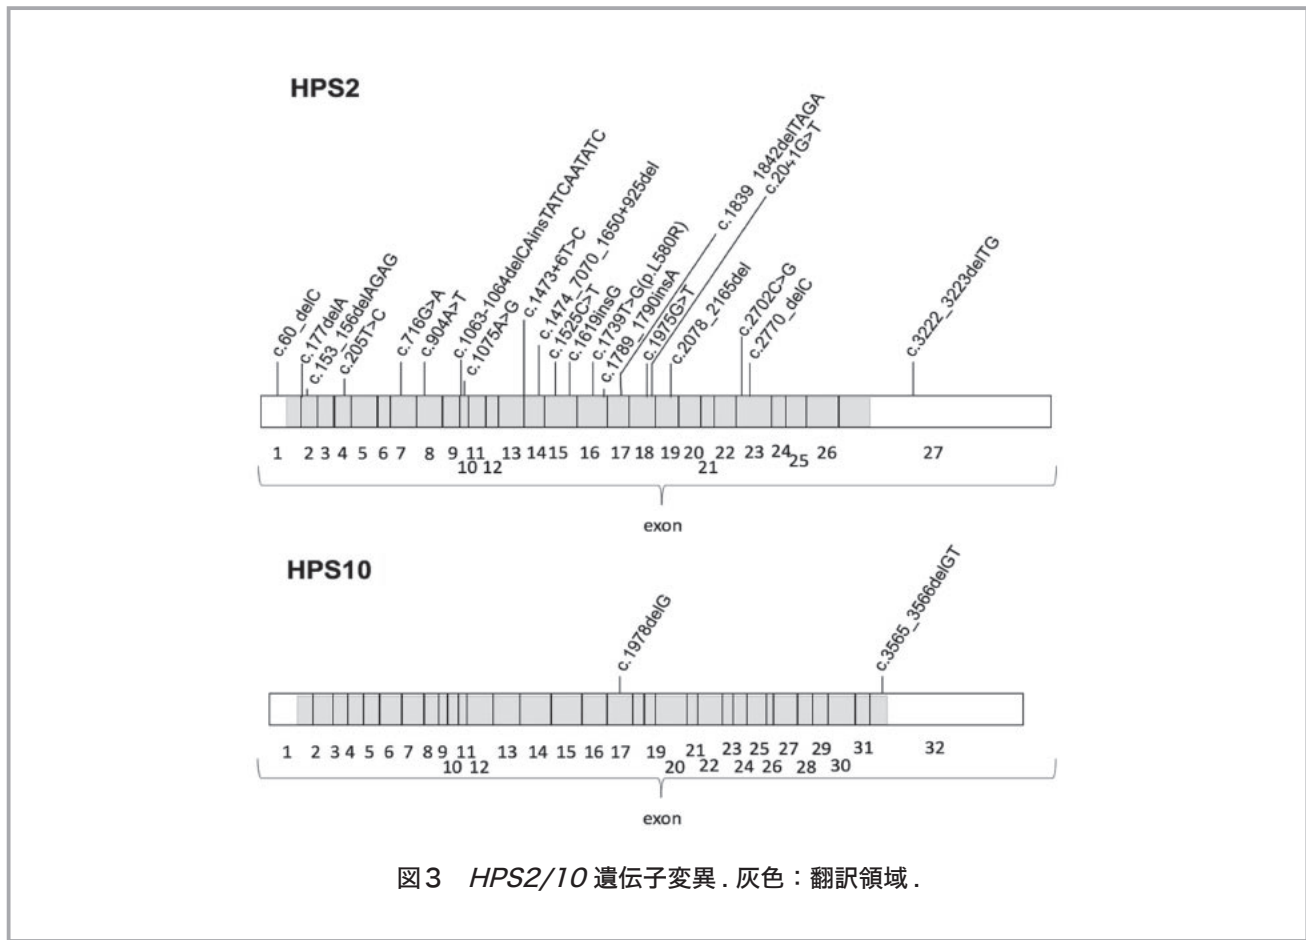 HPS2
c.60_delC
c.177delA
c.153_156delAGAG
c.205T>C
c.716G>A
c.904A>T
c.1063-1064delCAinsTATCAATATC
c.1075A>G
c.1473+6T>C
c.1474_7070_1650+925del
c.1525C>T
c.1619insG
c.1739T>G(p.L580R)
c.1789_1790insA
c.1839_1842delTAGA
c.1975G>T
c.2041G>T
c.2078_2165del
c.2702C>G
c.2770_delC
c.3222_3223delTG
1 2 3 4 5 6 7 8 9 11 13 14 15 16 17 18 19 20 22 23 24 26 27
10 12 21 25
exon
HPS10
c.1978delG
c.3565_3566delGT
1 2 3 4 5 6 7 8 9 11 13 14 15 16 17 19 21 23 25 27 29 31 32
10 12 20 22 24 26 28 30
exon
図3 HPS2/10 遺伝子変異 . 灰色：翻訳領域 .